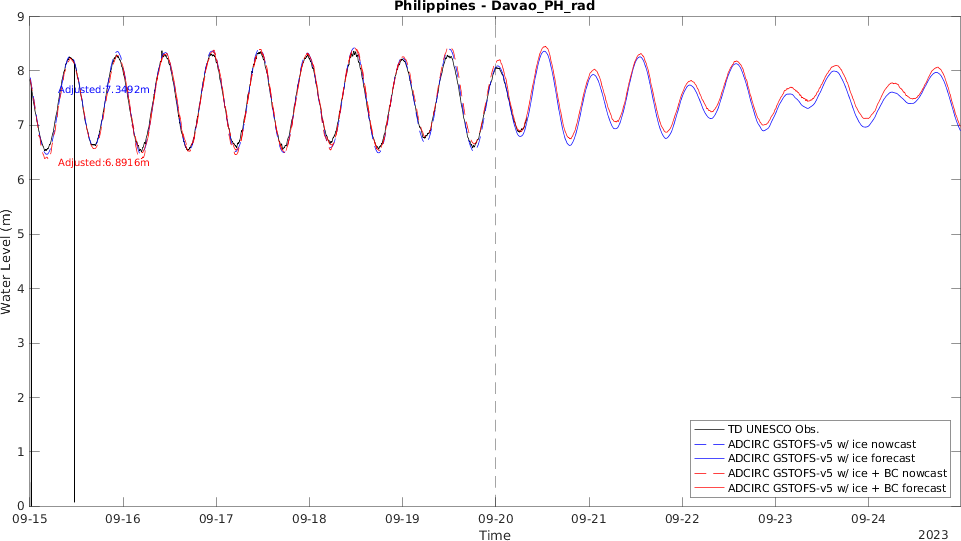 Philippines - Davao_PH_rad
9
8
7
6
5
4
3
2
1
0
Water Level (m)
Adjusted:7.3492m
Adjusted:6.8916m
TD UNESCO Obs.
ADCIRC GSTOFS-v5 w/ ice nowcast
ADCIRC GSTOFS-v5 w/ ice forecast
ADCIRC GSTOFS-v5 w/ ice + BC nowcast
ADCIRC GSTOFS-v5 w/ ice + BC forecast
09-15 09-16 09-17 09-18 09-19 09-20 09-21 09-22 09-23 09-24
Time
2023